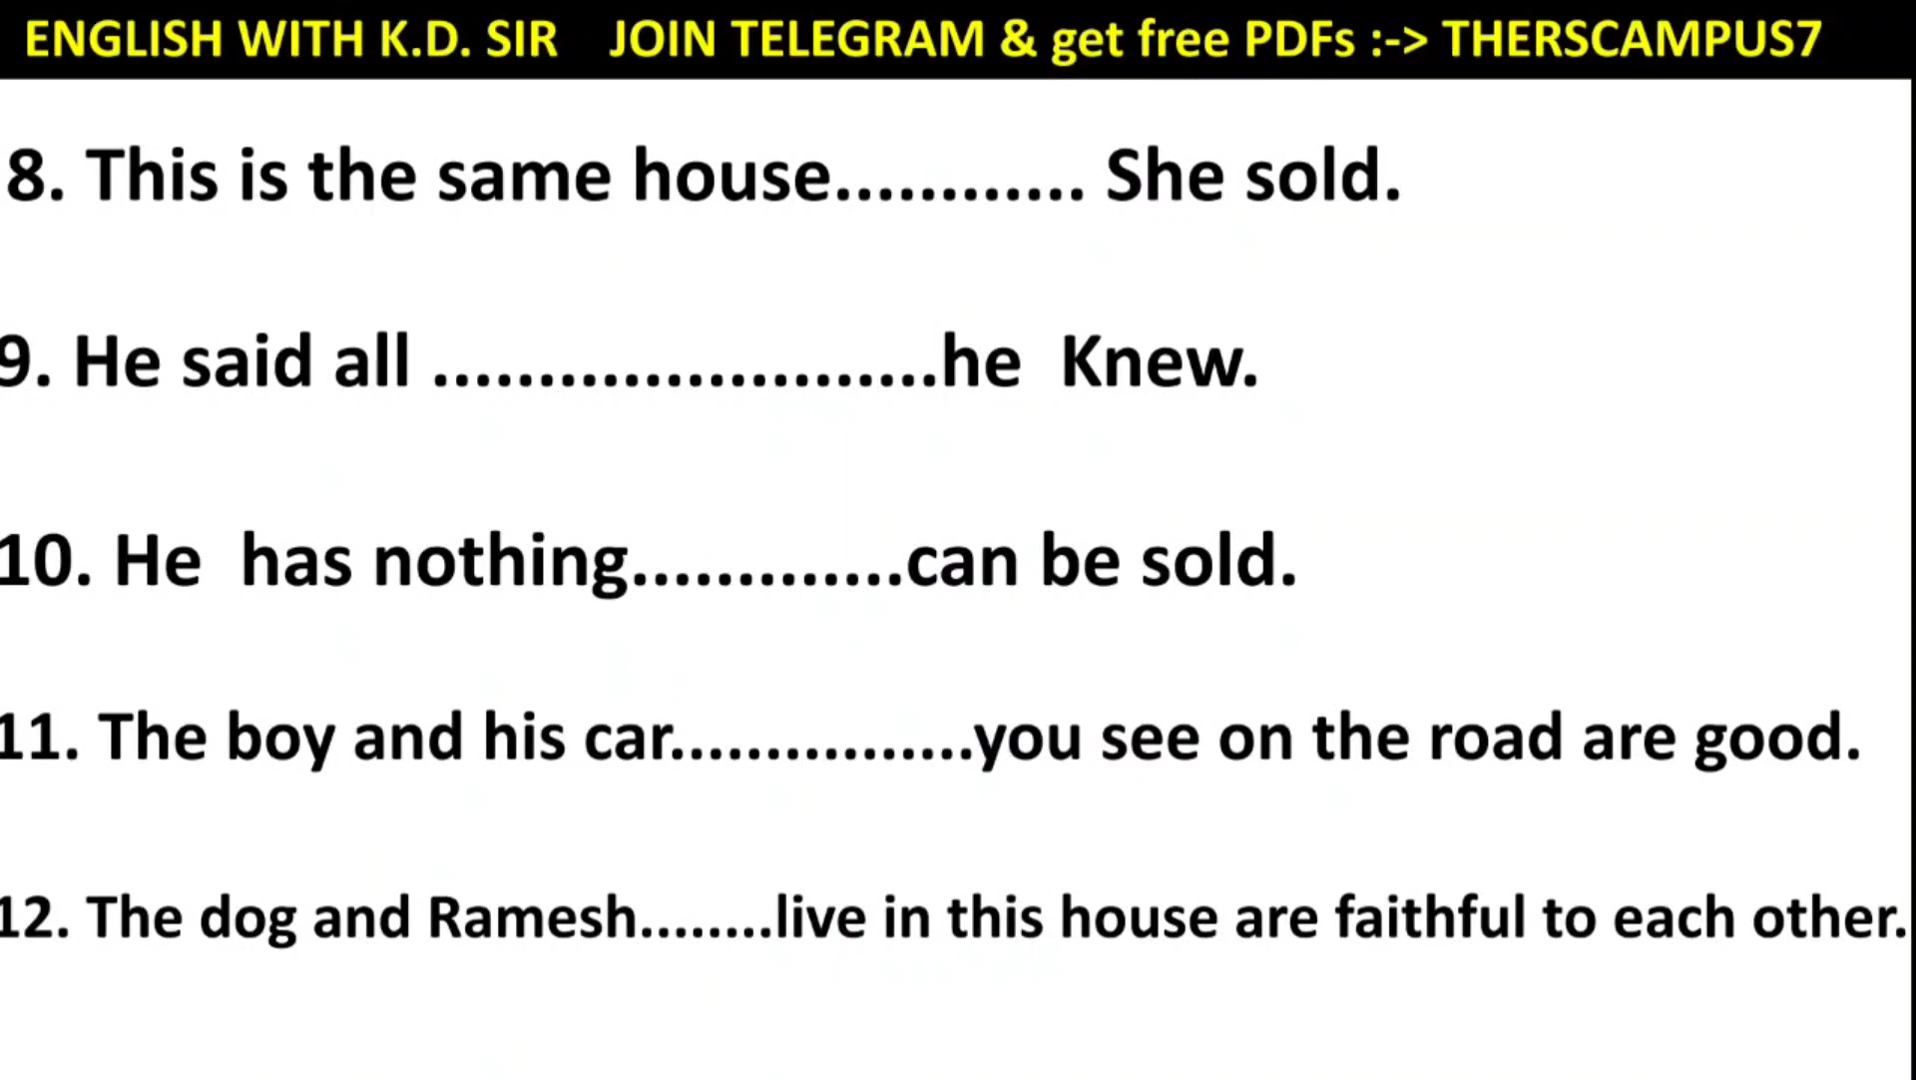 ENGLISH WITH K.D. SIR JOIN TELEGRAM & get free PDFs :-> THERSCAMPUS7
8. This is the same house............ She sold.
9. He said all ........................he Knew.
10. He has nothing.............can be sold.
11. The boy and his car................you see on the road are good.
12. The dog and Ramesh........live in this house are faithful to each other.